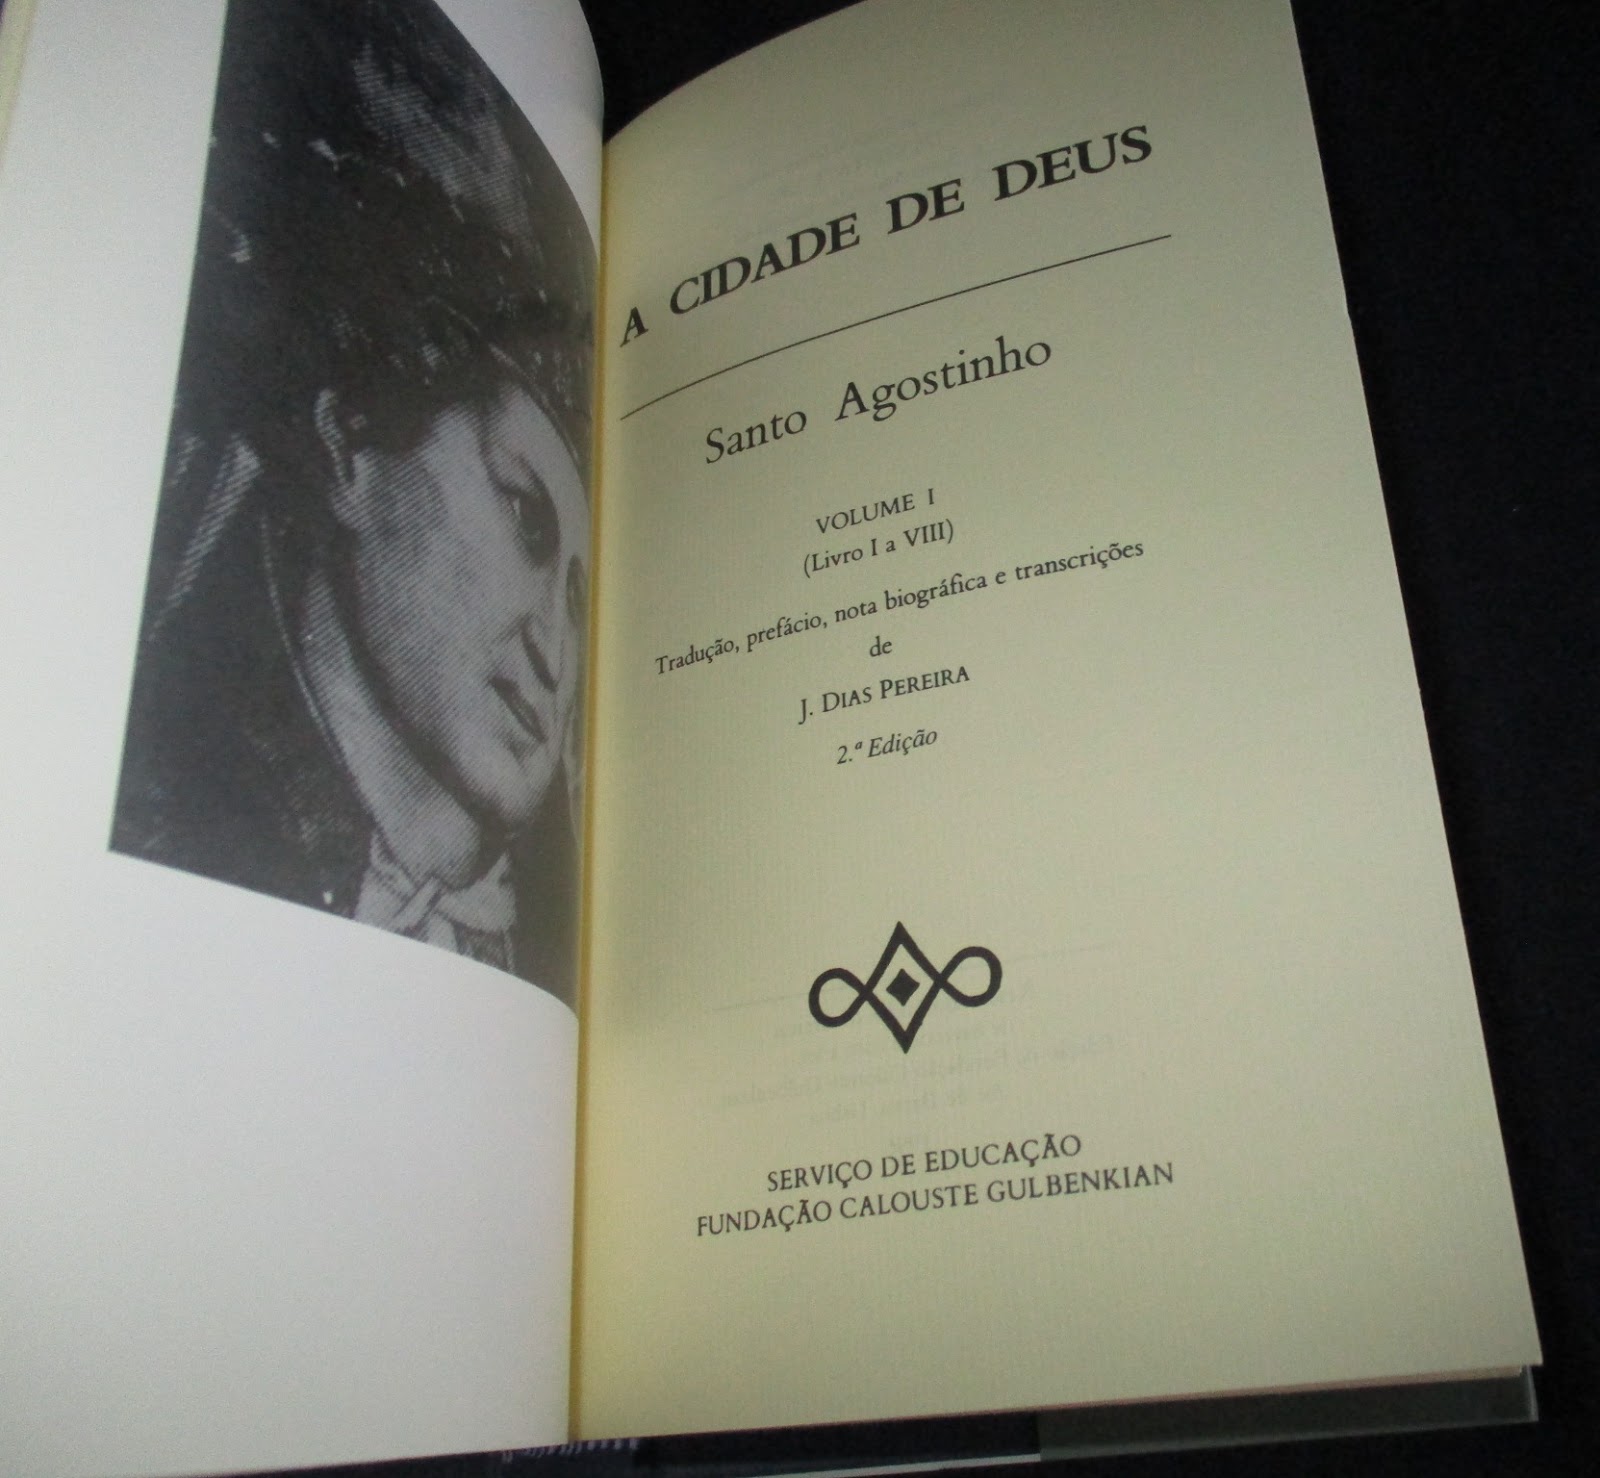 A CIDADE DE DEUS
Santo Agostinho
VOLUME I
(Livro I a VIII)
Tradução, prefácio, nota biográfica e transcrições
de
J. DIAS PEREIRA
2.ª Edição
SERVIÇO DE EDUCAÇÃO
FUNDAÇÃO CALOUSTE GULBENKIAN